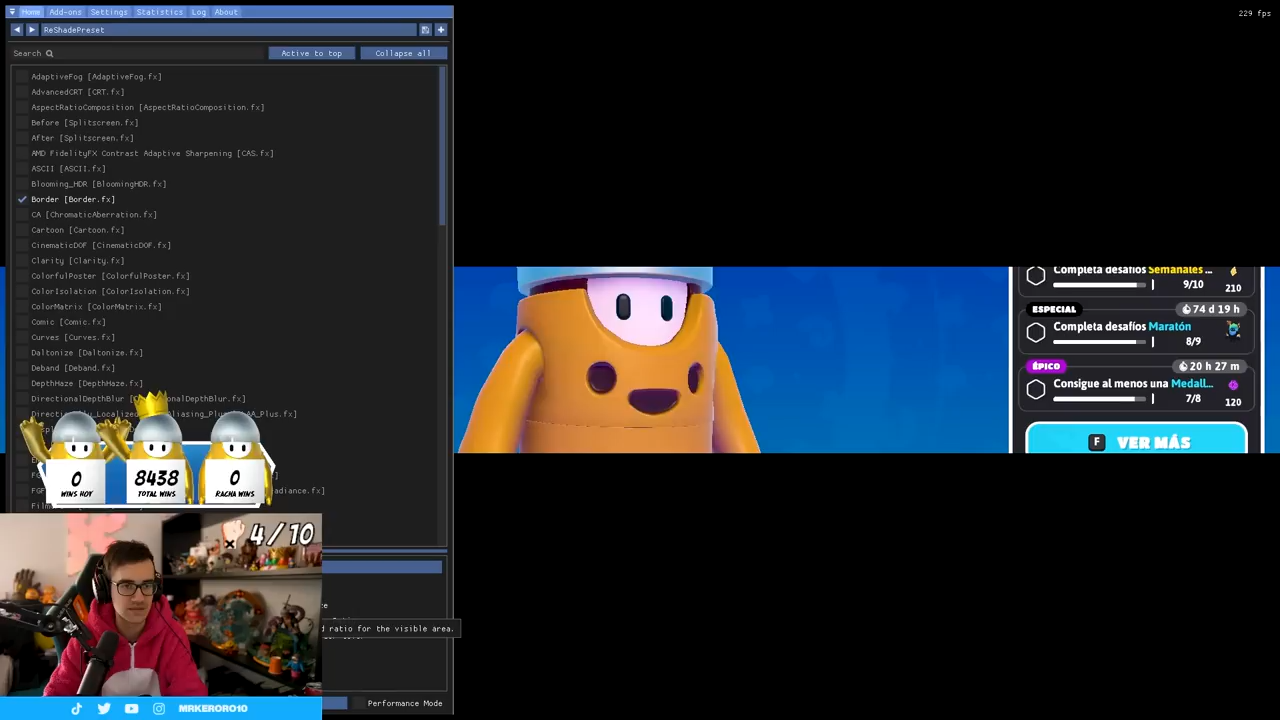 Home Add-ons Settings Statistics Log About
229 fps
ReShadePreset
Search
Active to top
Collapse all
AdaptiveFog [AdaptiveFog.fx]
AdvancedCRT [CRT.fx]
AspectRatioComposition [AspectRatioComposition.fx]
Before [Splitscreen.fx]
After [Splitscreen.fx]
AMD FidelityFX Contrast Adaptive Sharpening [CAS.fx]
ASCII [ASCII.fx]
Blooming_HDR [BloomingHDR.fx]
Border [Border.fx]
CA [ChromaticAberration.fx]
Cartoon [Cartoon.fx]
CinematicDOF [CinematicDOF.fx]
Clarity [Clarity.fx]
ColorfulPoster [ColorfulPoster.fx]
ColorIsolation [ColorIsolation.fx]
ColorMatrix [ColorMatrix.fx]
Comic [Comic.fx]
Curves [Curves.fx]
Daltonize [Daltonize.fx]
Deband [Deband.fx]
DepthHaze [DepthHaze.fx]
DepthBlur.fx]
AA_Plus.fx]
adiance.fx]
Completa desafíos Semanales ...
9/10
210
ESPECIAL
74 d 19 h
Completa desafíos Maratón
8/9
ÉPICO
20 h 27 m
Consigue al menos una Medall...
7/8
120
F VER MÁS
0
WINS HOY
8438
TOTAL WINS
0
RACHA WINS
4/10
d ratio for the visible area.
Performance Mode
MRKERORO10